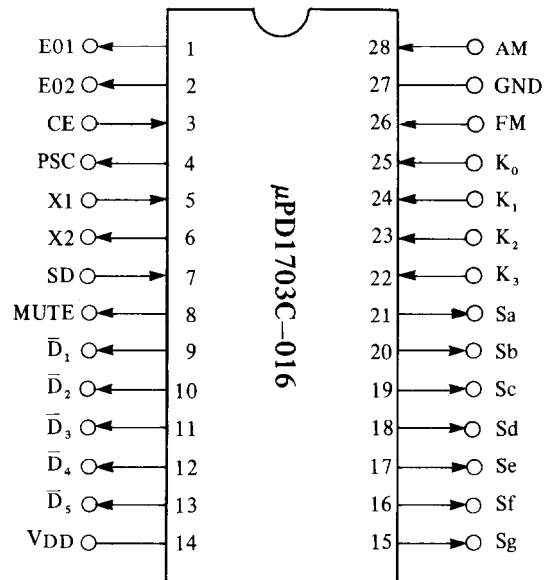 E01 1 28 AM
E02 2 27 GND
CE 3 26 FM
PSC 4 25 K₀
X1 5 24 K₁
X2 6 23 K₂
SD 7 22 K₃
MUTE 8 21 Sa
D̅₁ 9 20 Sb
D̅₂ 10 19 Sc
D̅₃ 11 18 Sd
D̅₄ 12 17 Se
D̅₅ 13 16 Sf
VDD 14 15 Sg
μPD1703C–016